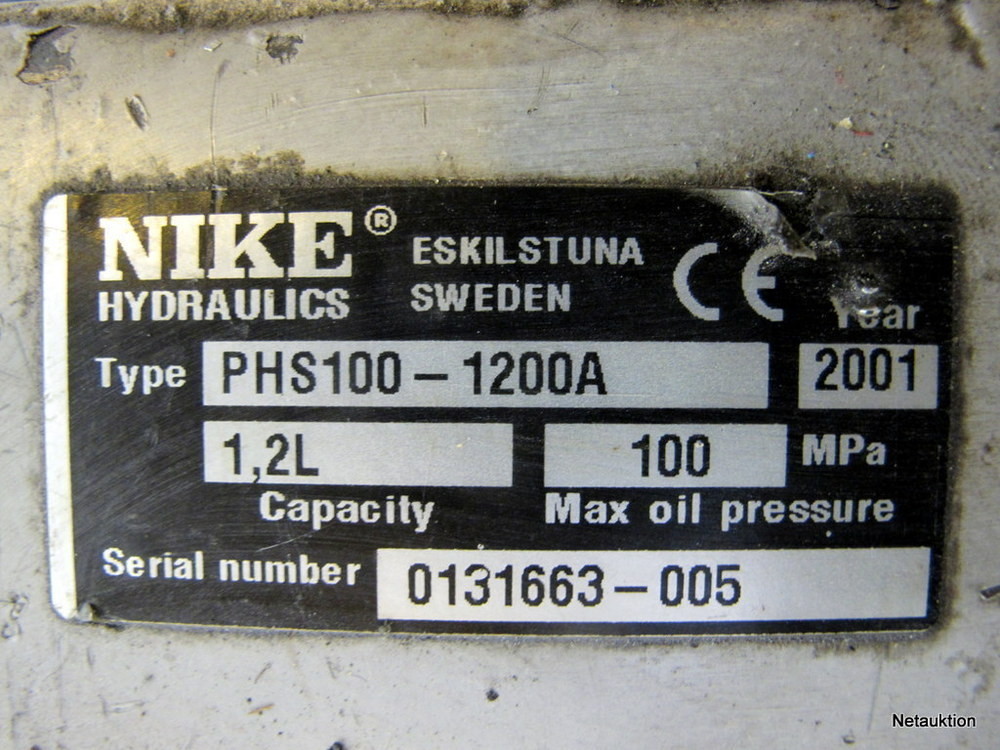 NIKE®
HYDRAULICS
ESKILSTUNA
SWEDEN
CE
Year
Type PHS100-1200A 2001
1,2L 100 MPa
Capacity Max oil pressure
Serial number 0131663-005
Netauktion